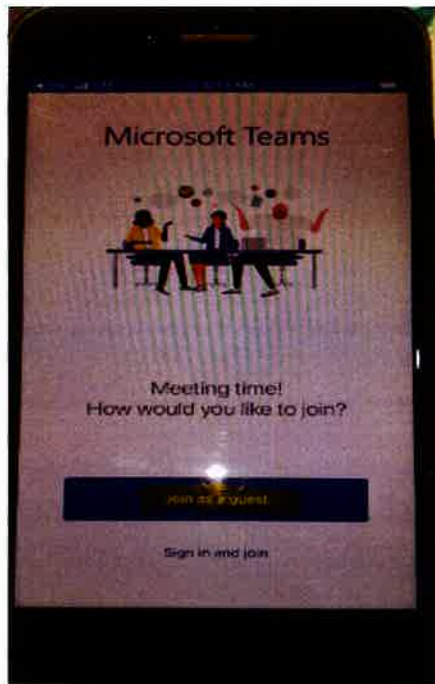 Microsoft Teams
Meeting time!
How would you like to join?
Join as a guest
Sign in and join